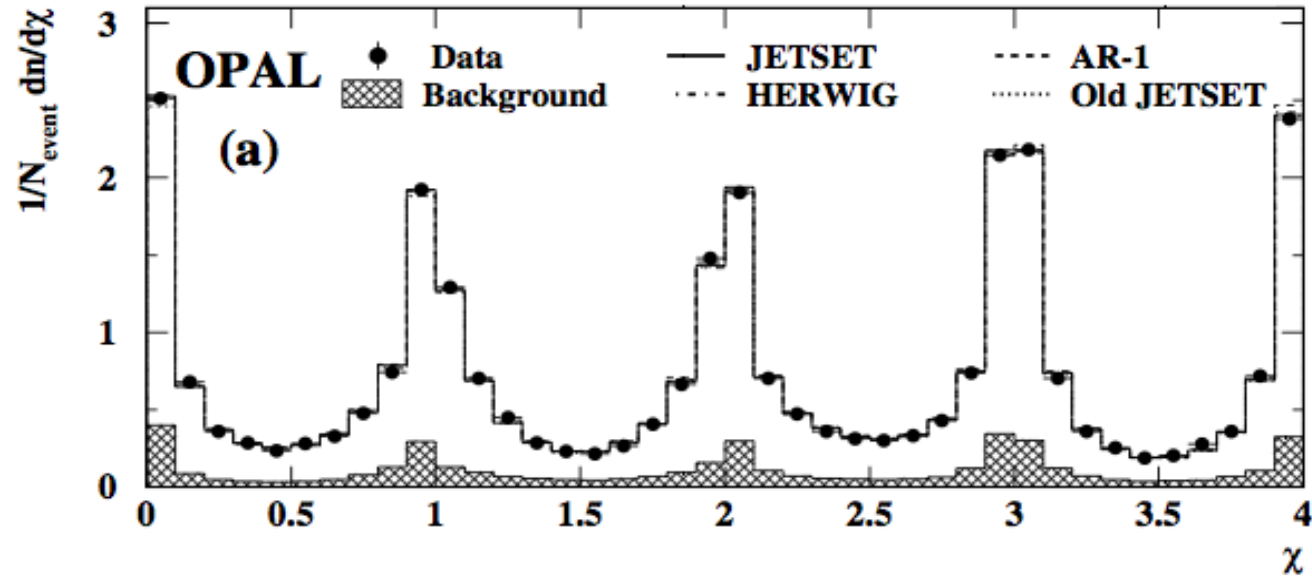 3
2
1
0
1/N_event dn/dχ
OPAL
Data
JETSET
AR-1
Background
HERWIG
Old JETSET
(a)
0 0.5 1 1.5 2 2.5 3 3.5 4
χ